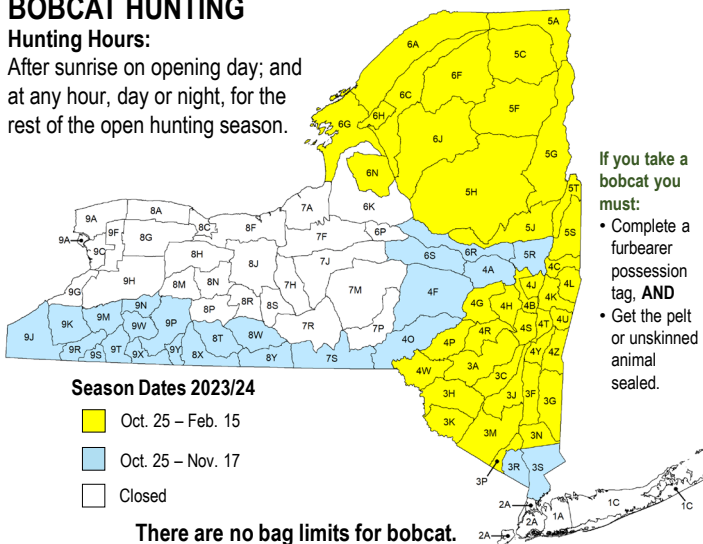 BOBCAT HUNTING
Hunting Hours:
After sunrise on opening day; and
at any hour, day or night, for the
rest of the open hunting season.
5A
6A
5C
6F
6C
5F
6G
6H
6J
5G
6N
5H
5T
6K
7A
8A
9A
8C
8F
5J
5S
9F
8G
7F
6P
9A
9C
8H
6S
6R
5R
8J
7J
4A
4C
9G
9H
8M
8N
7H
7M
4F
4J
4L
4K
9N
8P
8R
8S
4G
4H
4B
9K
9M
9W
9P
7R
7P
4R
4S
4T
4U
9J
8T
8W
4O
4P
9R
9S
9T
9X
9Y
8X
8Y
7S
4Y
4Z
4W
3A
3C
3H
3J
3F
3G
3K
3M
3N
3P
3R
3S
2A
2A
2A
1A
1C
1C
If you take a
bobcat you
must:
• Complete a
furbearer
possession
tag, AND
• Get the pelt
or unskinned
animal
sealed.
Season Dates 2023/24
Oct. 25 – Feb. 15
Oct. 25 – Nov. 17
Closed
There are no bag limits for bobcat.